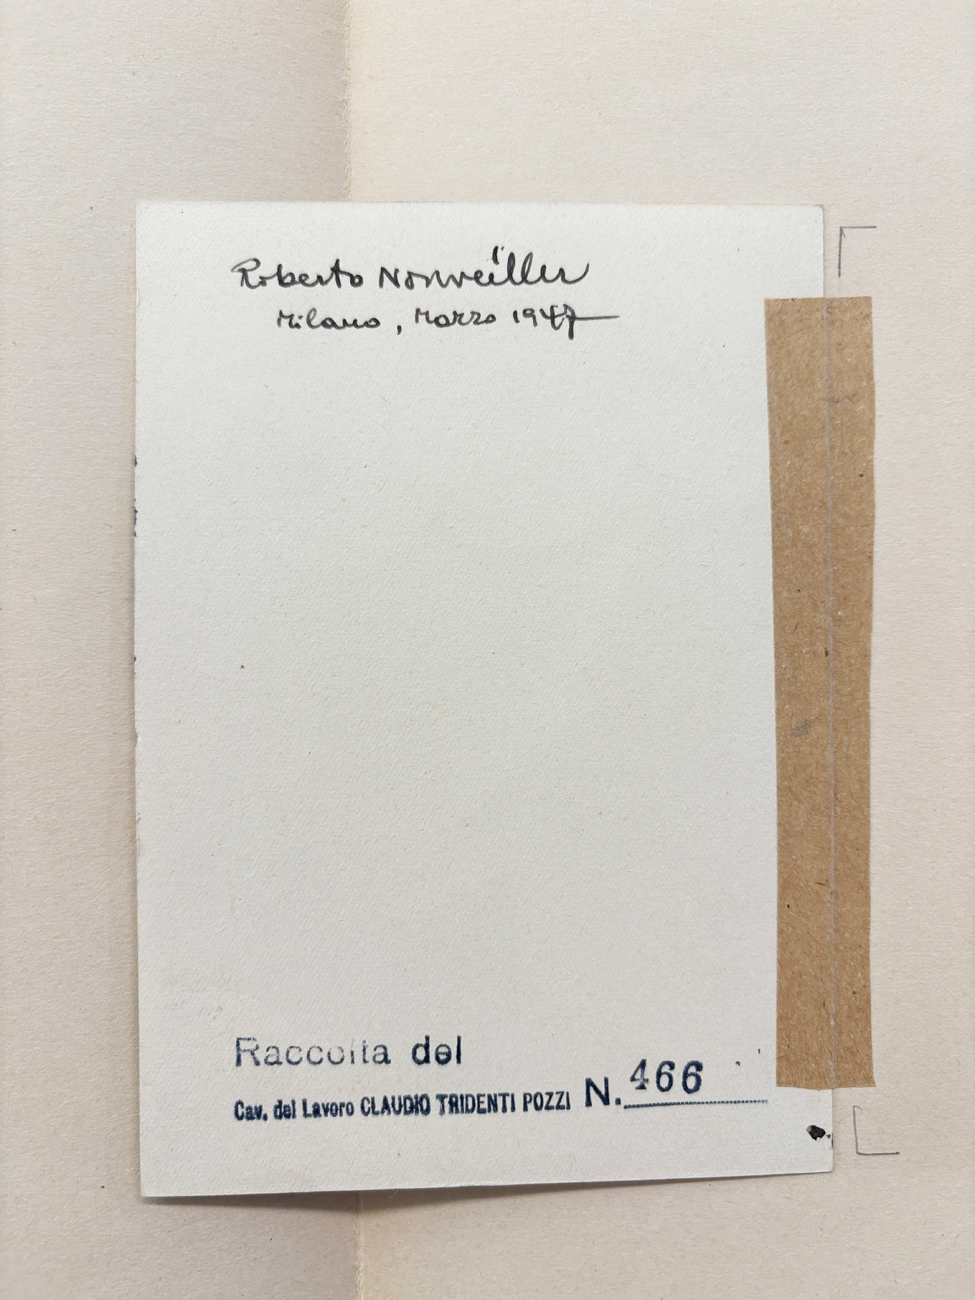 Roberto Nonveiller
Milano, Marzo 1947
Raccolta del
Cav. del Lavoro CLAUDIO TRIDENTI POZZI N. 466